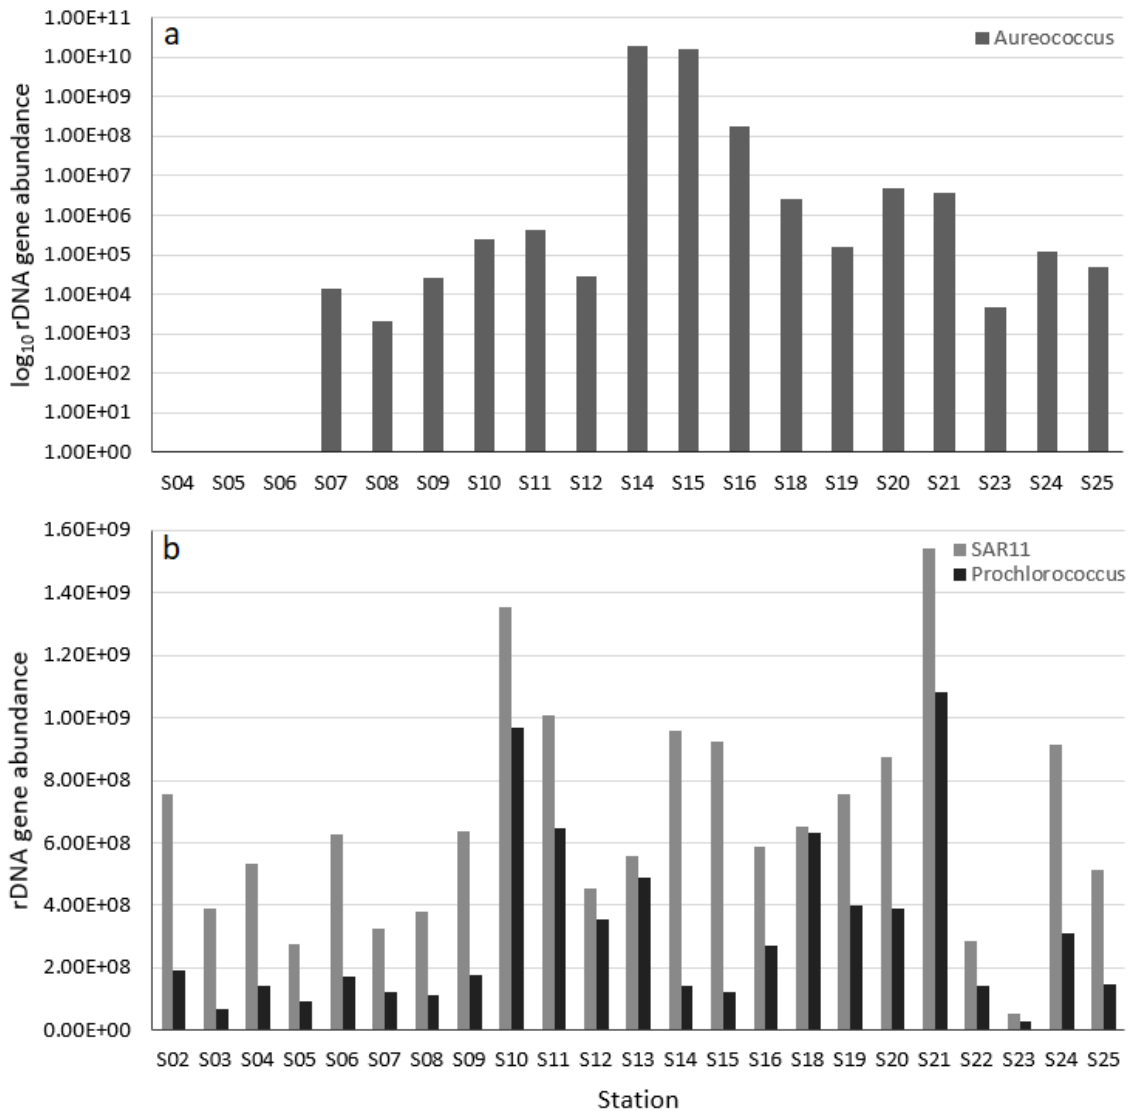 a
Aureococcus
log10 rDNA gene abundance
1.00E+11
1.00E+10
1.00E+09
1.00E+08
1.00E+07
1.00E+06
1.00E+05
1.00E+04
1.00E+03
1.00E+02
1.00E+01
1.00E+00
S04 S05 S06 S07 S08 S09 S10 S11 S12 S14 S15 S16 S18 S19 S20 S21 S23 S24 S25
b
SAR11
Prochlorococcus
rDNA gene abundance
1.60E+09
1.40E+09
1.20E+09
1.00E+09
8.00E+08
6.00E+08
4.00E+08
2.00E+08
0.00E+00
S02 S03 S04 S05 S06 S07 S08 S09 S10 S11 S12 S13 S14 S15 S16 S18 S19 S20 S21 S22 S23 S24 S25
Station